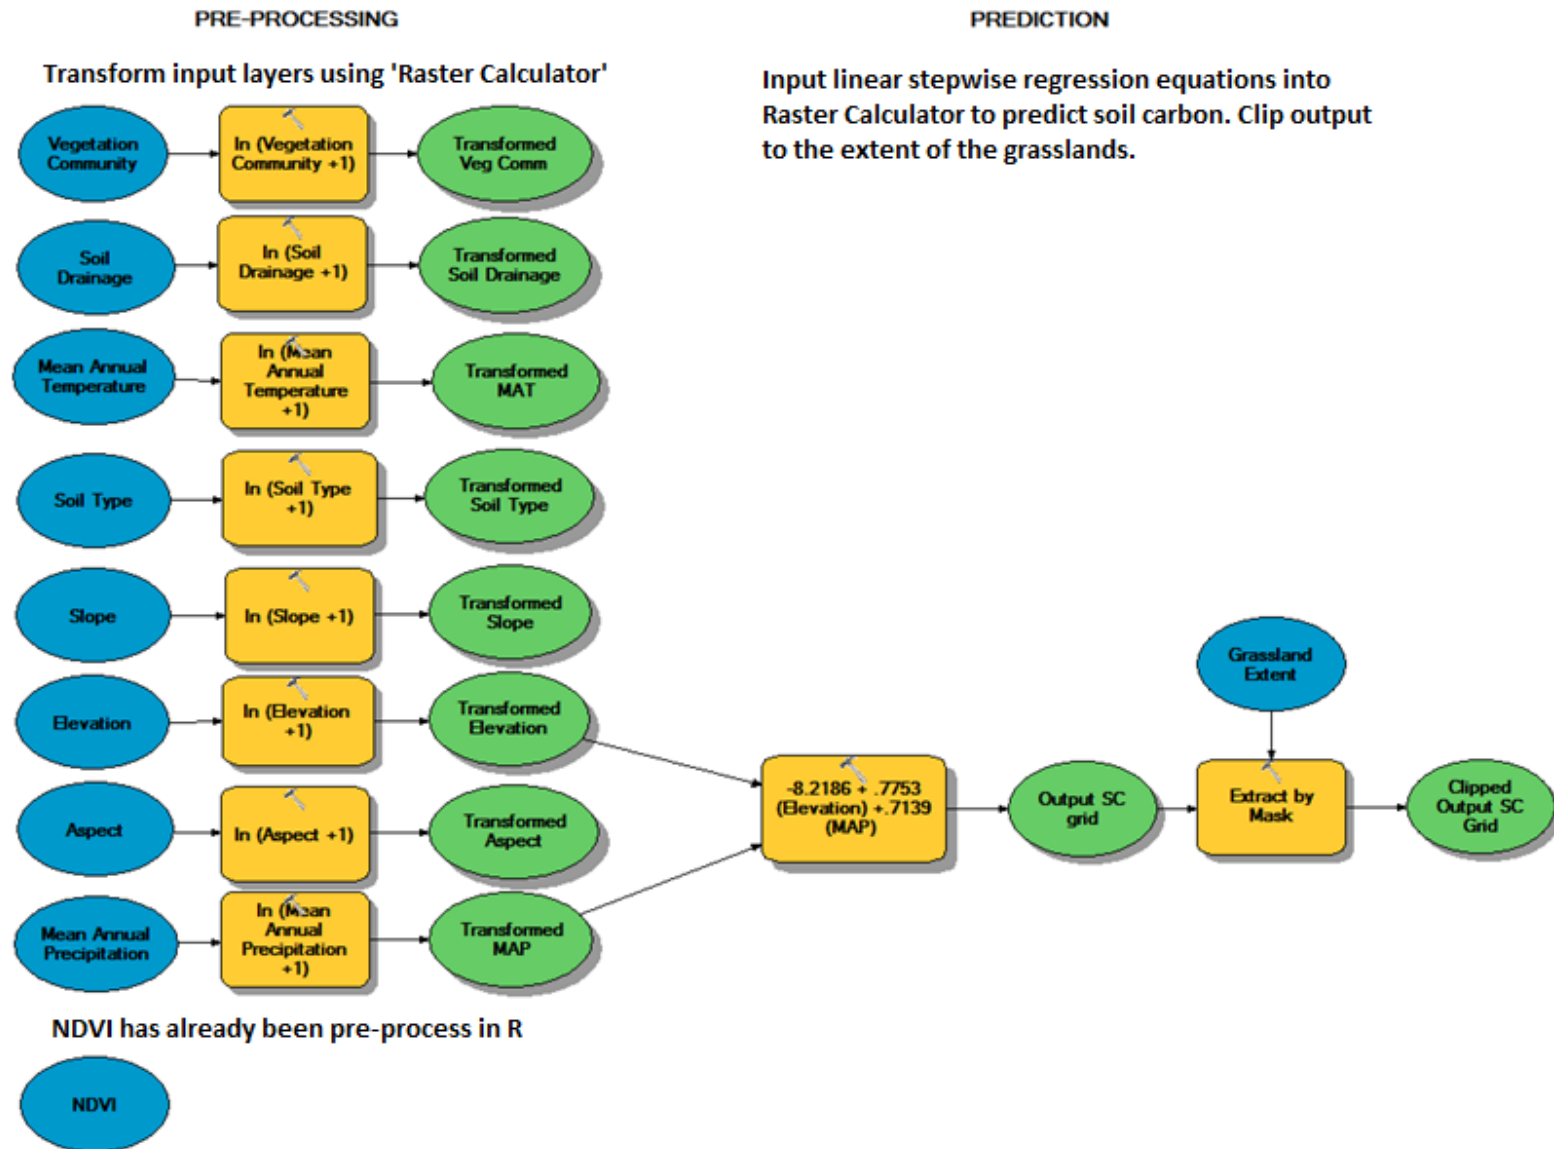 PRE-PROCESSING
PREDICTION
Transform input layers using 'Raster Calculator'
Input linear stepwise regression equations into
Raster Calculator to predict soil carbon. Clip output
to the extent of the grasslands.
Vegetation
Community
ln (Vegetation
Community +1)
Transformed
Veg Comm
Soil
Drainage
ln (Soil
Drainage +1)
Transformed
Soil Drainage
Mean Annual
Temperature
ln (Mean
Annual
Temperature
+1)
Transformed
MAT
Soil Type
ln (Soil Type
+1)
Transformed
Soil Type
Slope
ln (Slope +1)
Transformed
Slope
Elevation
ln (Elevation
+1)
Transformed
Elevation
Aspect
ln (Aspect +1)
Transformed
Aspect
Mean Annual
Precipitation
ln (Mean
Annual
Precipitation
+1)
Transformed
MAP
-8.2186 + .7753
(Elevation) +.7139
(MAP)
Output SC
grid
Grassland
Extent
Extract by
Mask
Clipped
Output SC
Grid
NDVI has already been pre-process in R
NDVI